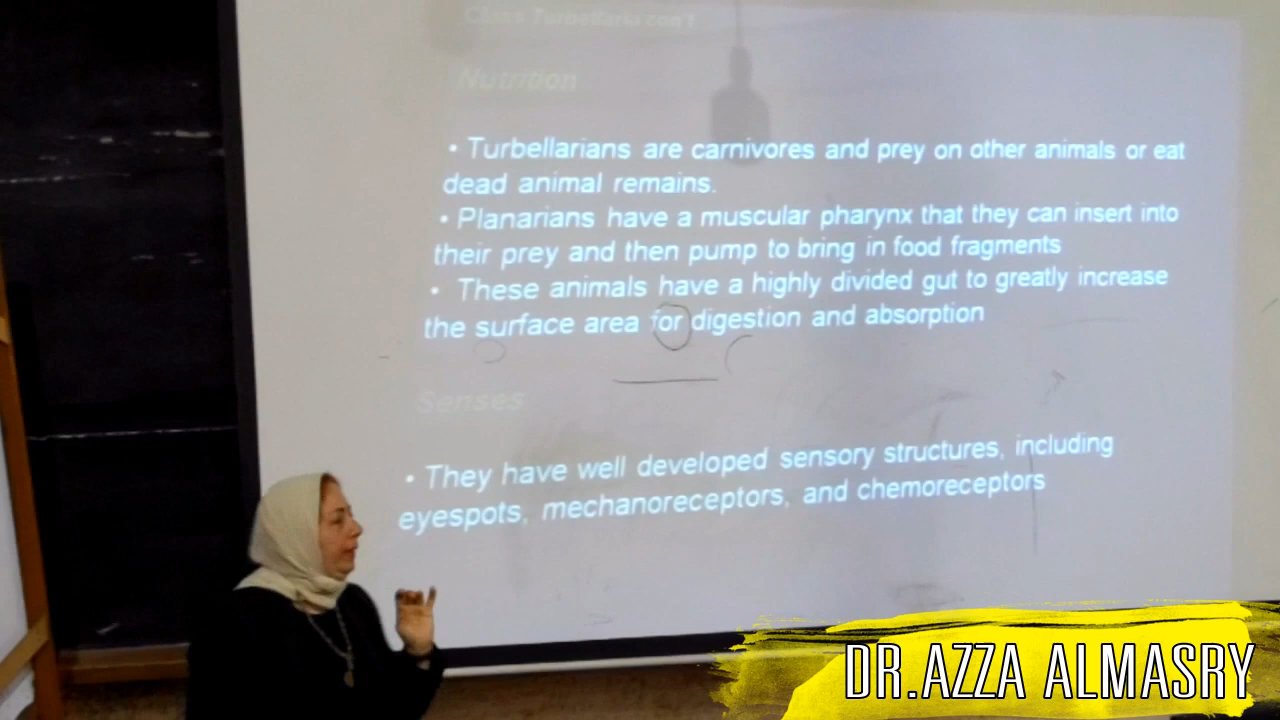 Class Turbellaria con't
Nutrition
• Turbellarians are carnivores and prey on other animals or eat
dead animal remains.
• Planarians have a muscular pharynx that they can insert into
their prey and then pump to bring in food fragments
• These animals have a highly divided gut to greatly increase
the surface area for digestion and absorption
Senses
• They have well developed sensory structures, including
eyespots, mechanoreceptors, and chemoreceptors
DR.AZZA ALMASRY